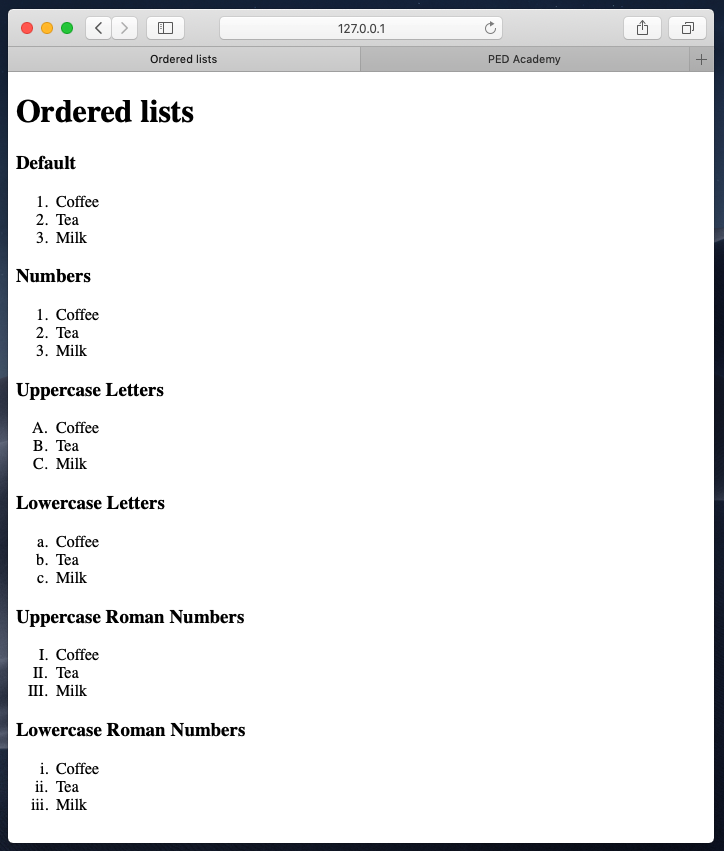 127.0.0.1
Ordered lists PED Academy
Ordered lists
Default
1. Coffee
2. Tea
3. Milk
Numbers
1. Coffee
2. Tea
3. Milk
Uppercase Letters
A. Coffee
B. Tea
C. Milk
Lowercase Letters
a. Coffee
b. Tea
c. Milk
Uppercase Roman Numbers
I. Coffee
II. Tea
III. Milk
Lowercase Roman Numbers
i. Coffee
ii. Tea
iii. Milk